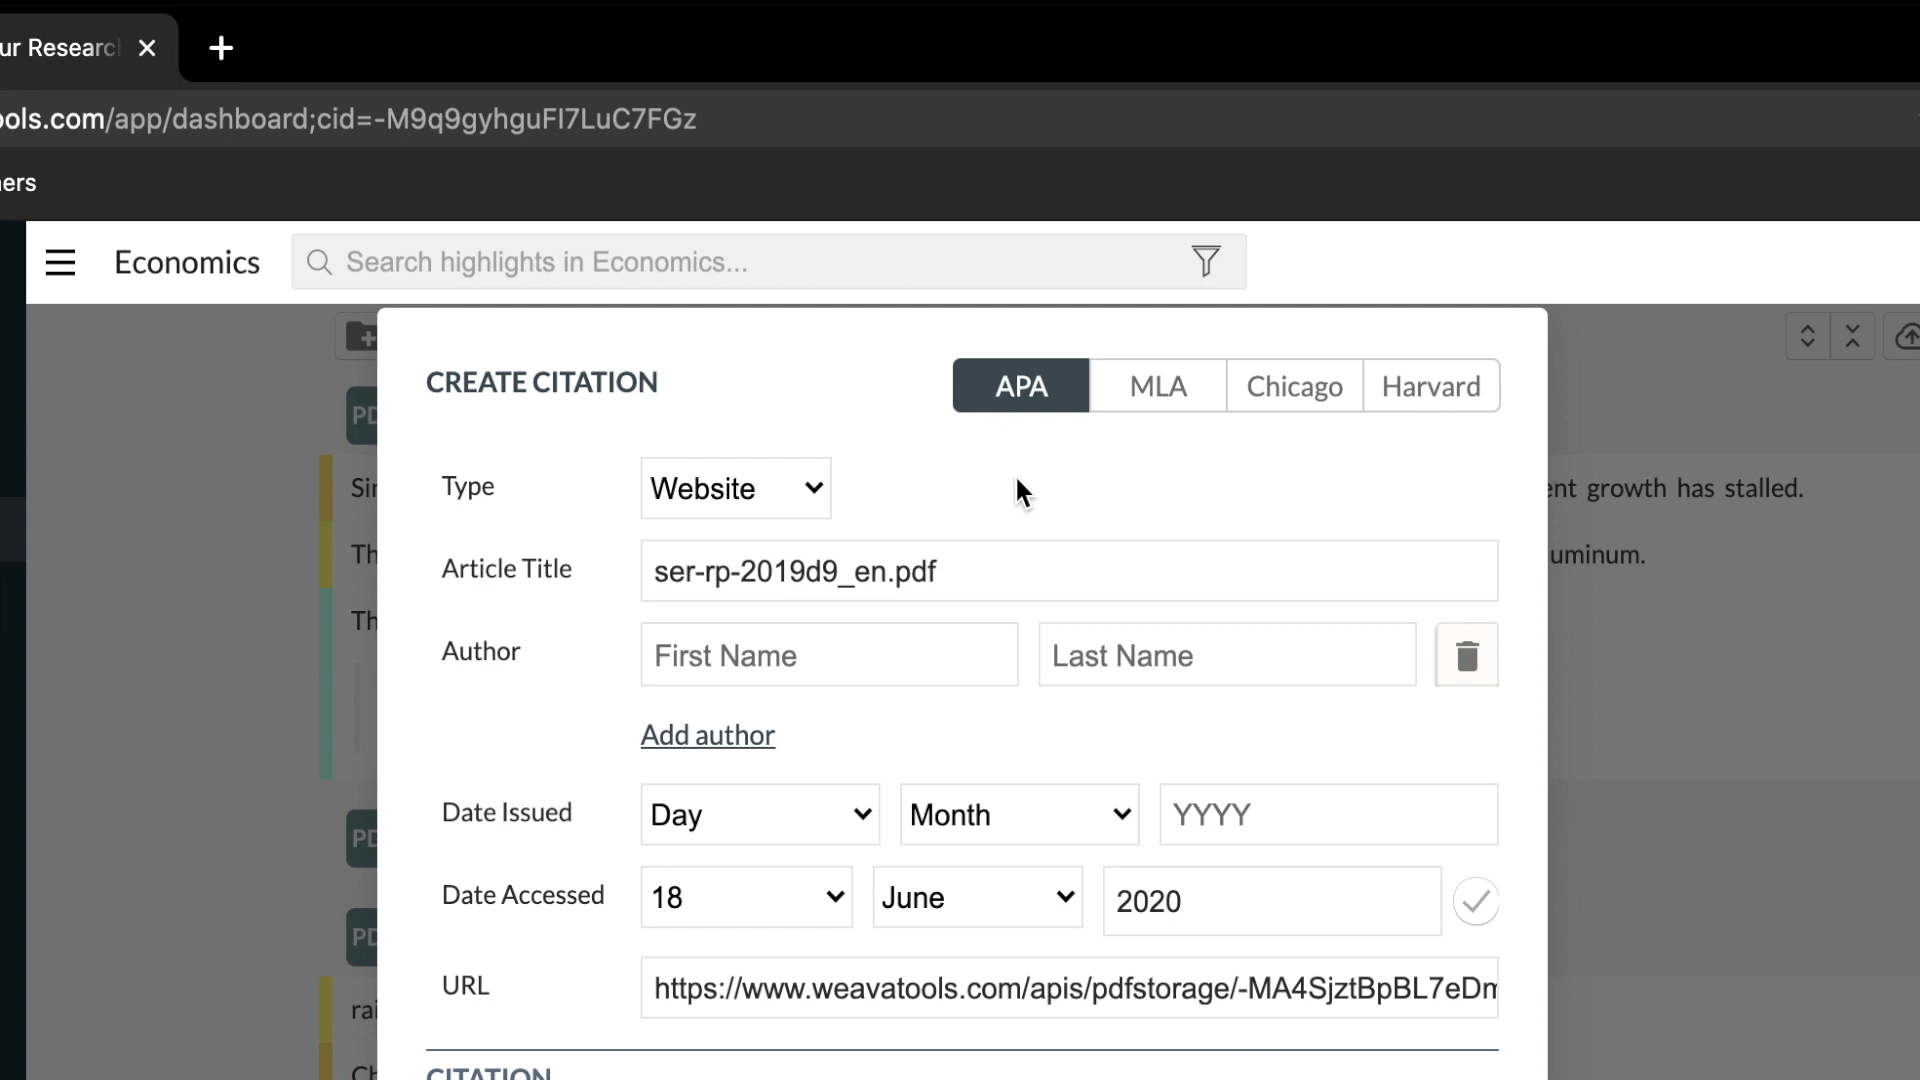 ur Researc
ols.com/app/dashboard;cid=-M9q9gyhguFI7LuC7FGz
ers
Economics
Search highlights in Economics...
CREATE CITATION
APA
MLA
Chicago
Harvard
PD
Type
Website
Sir
ent growth has stalled.
Th
uminum.
Article Title
ser-rp-2019d9_en.pdf
Th
Author
First Name
Last Name
Add author
Date Issued
Day
Month
YYYY
PD
Date Accessed
18
June
2020
PD
URL
https://www.weavatools.com/apis/pdfstorage/-MA4SjztBpBL7eDm
rai
Ch
CITATION